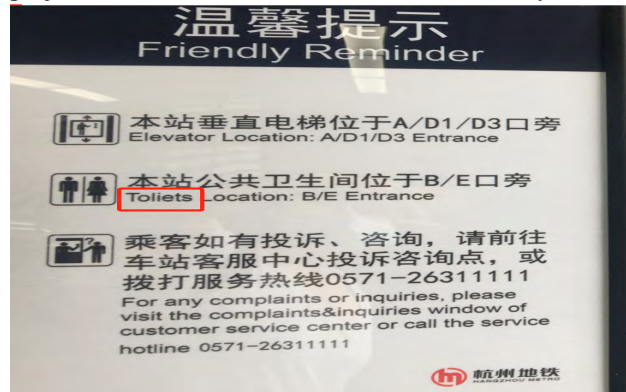 温馨提示
Friendly Reminder
本站垂直电梯位于A/D1/D3口旁
Elevator Location: A/D1/D3 Entrance
本站公共卫生间位于B/E口旁
Toliets Location: B/E Entrance
乘客如有投诉、咨询，请前往
车站客服中心投诉咨询点，或
拨打服务热线0571-26311111
For any complaints or inquiries, please
visit the complaints&inquiries window of
customer service center or call the service
hotline 0571-26311111
杭州地铁
HANGZHOU METRO